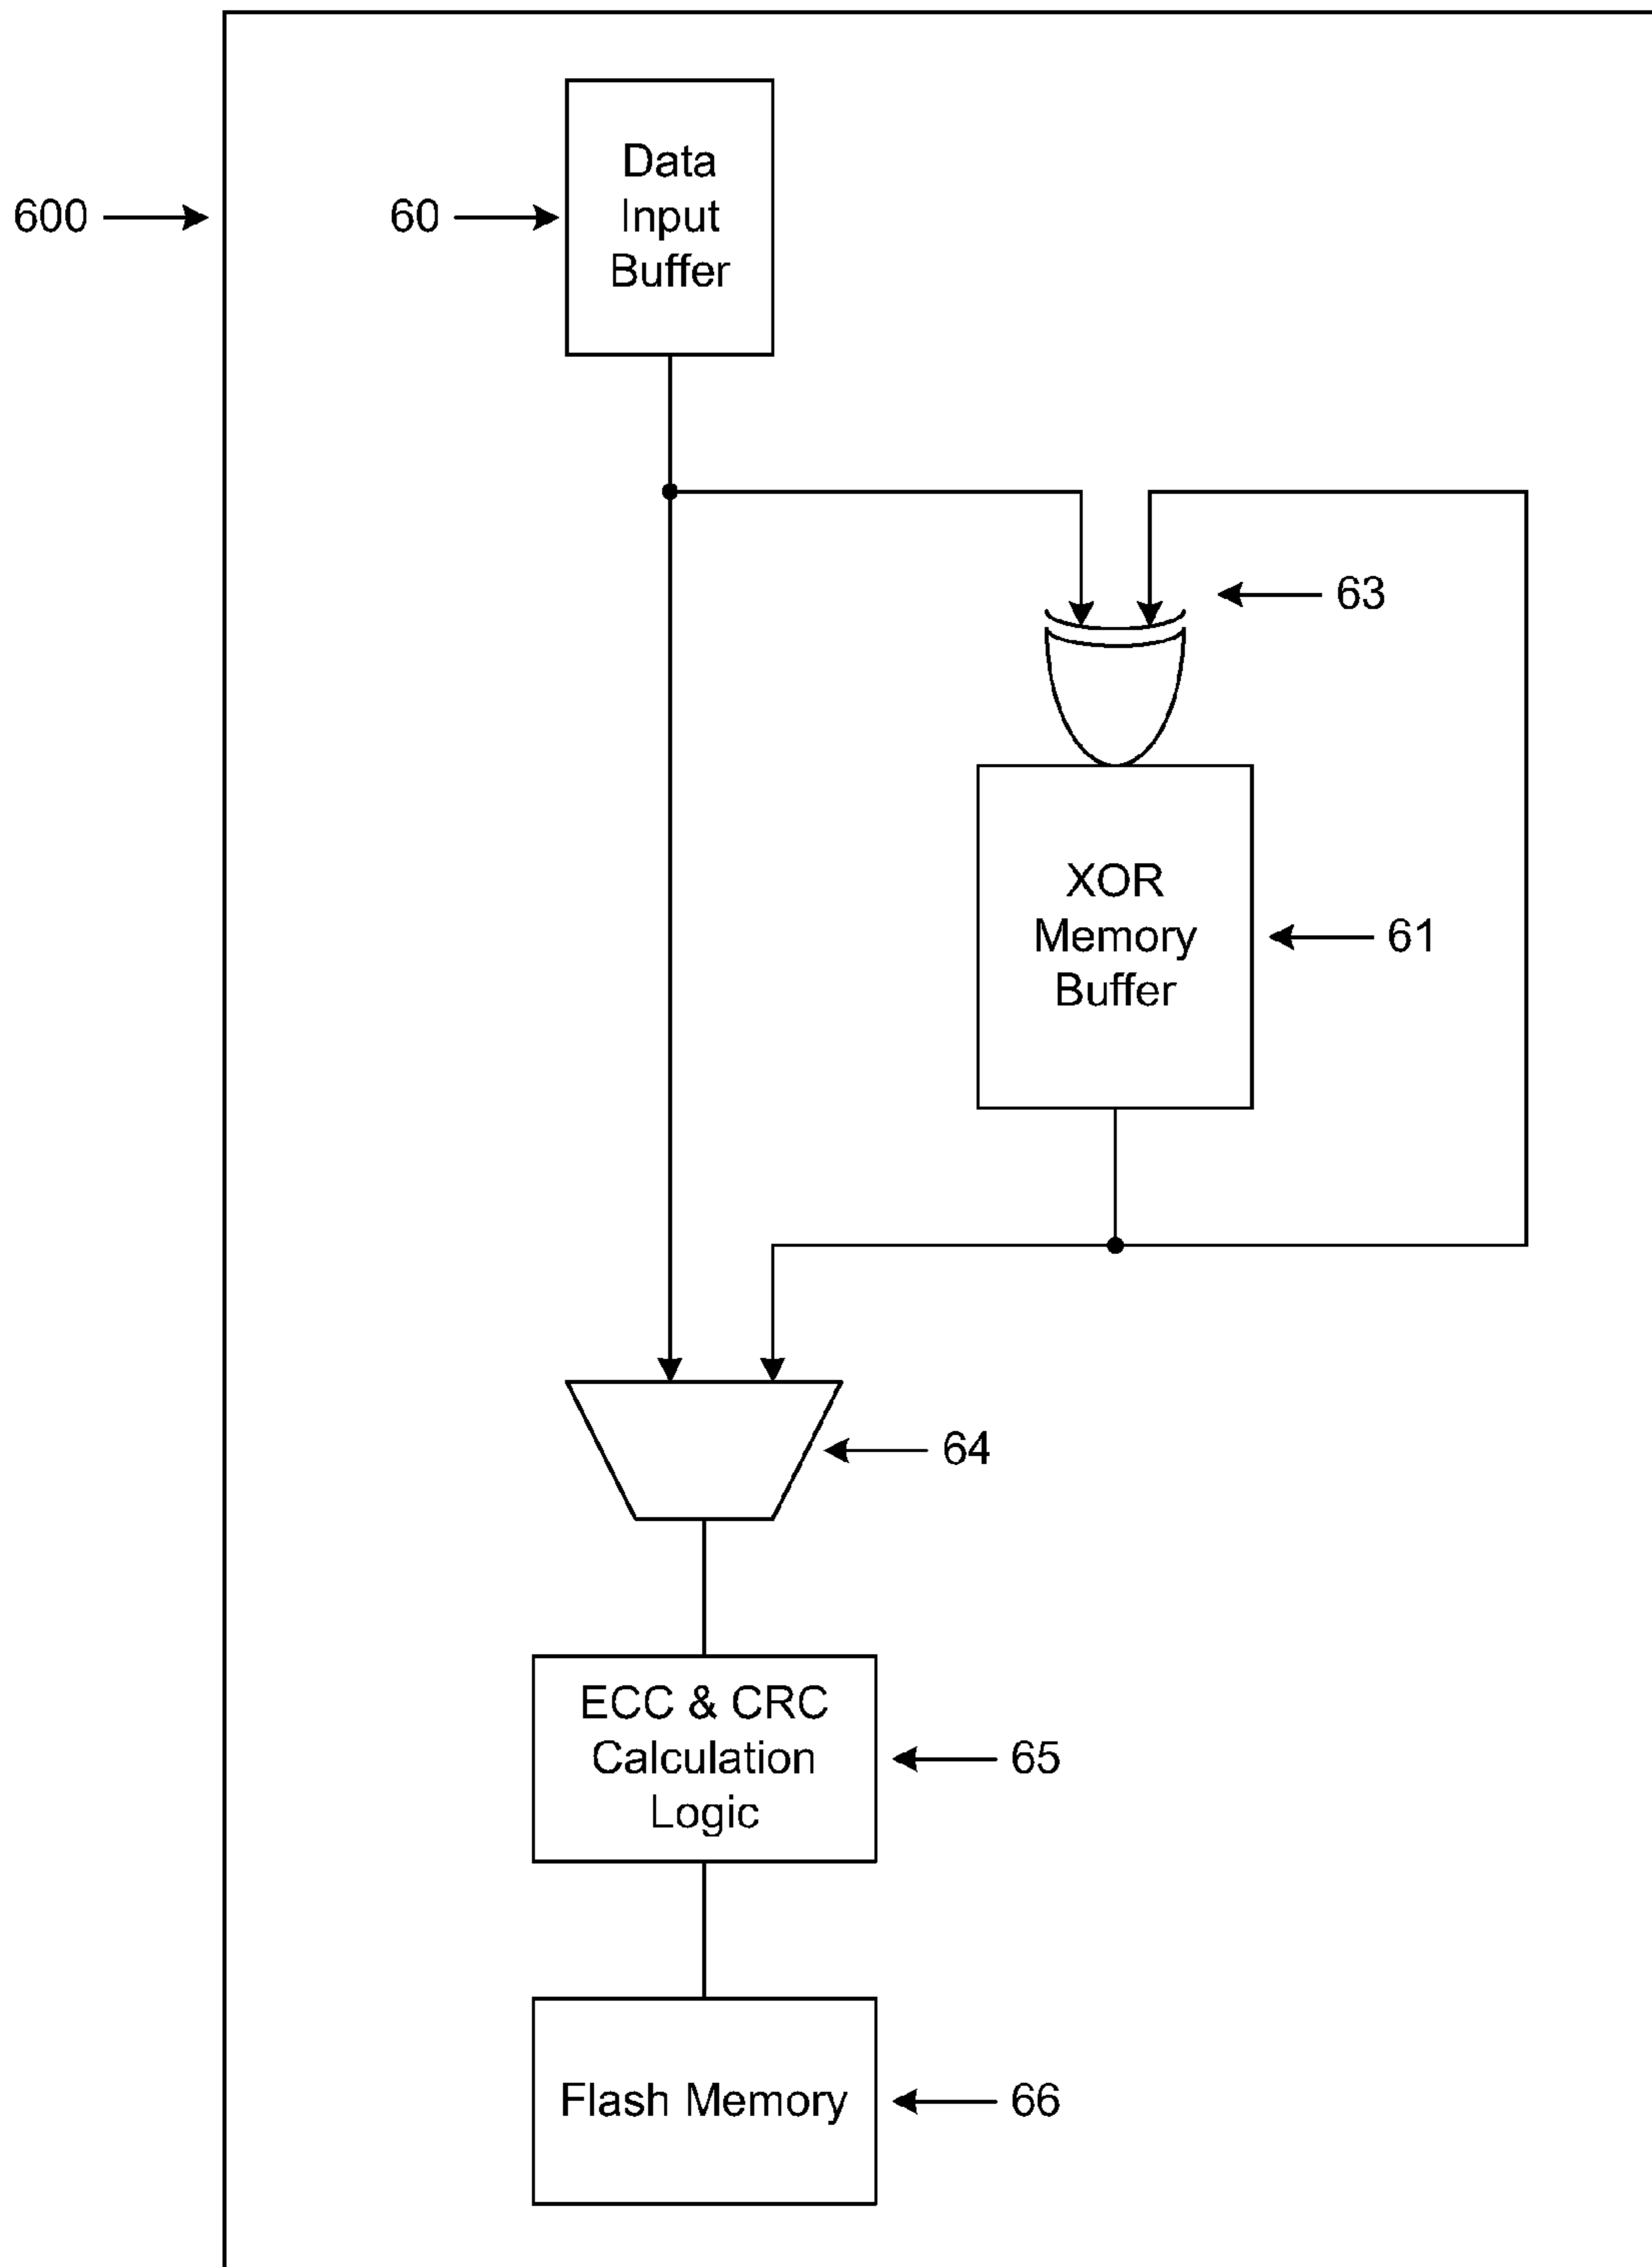 600
60
Data
Input
Buffer
63
XOR
Memory
Buffer
61
64
ECC & CRC
Calculation
Logic
65
Flash Memory
66